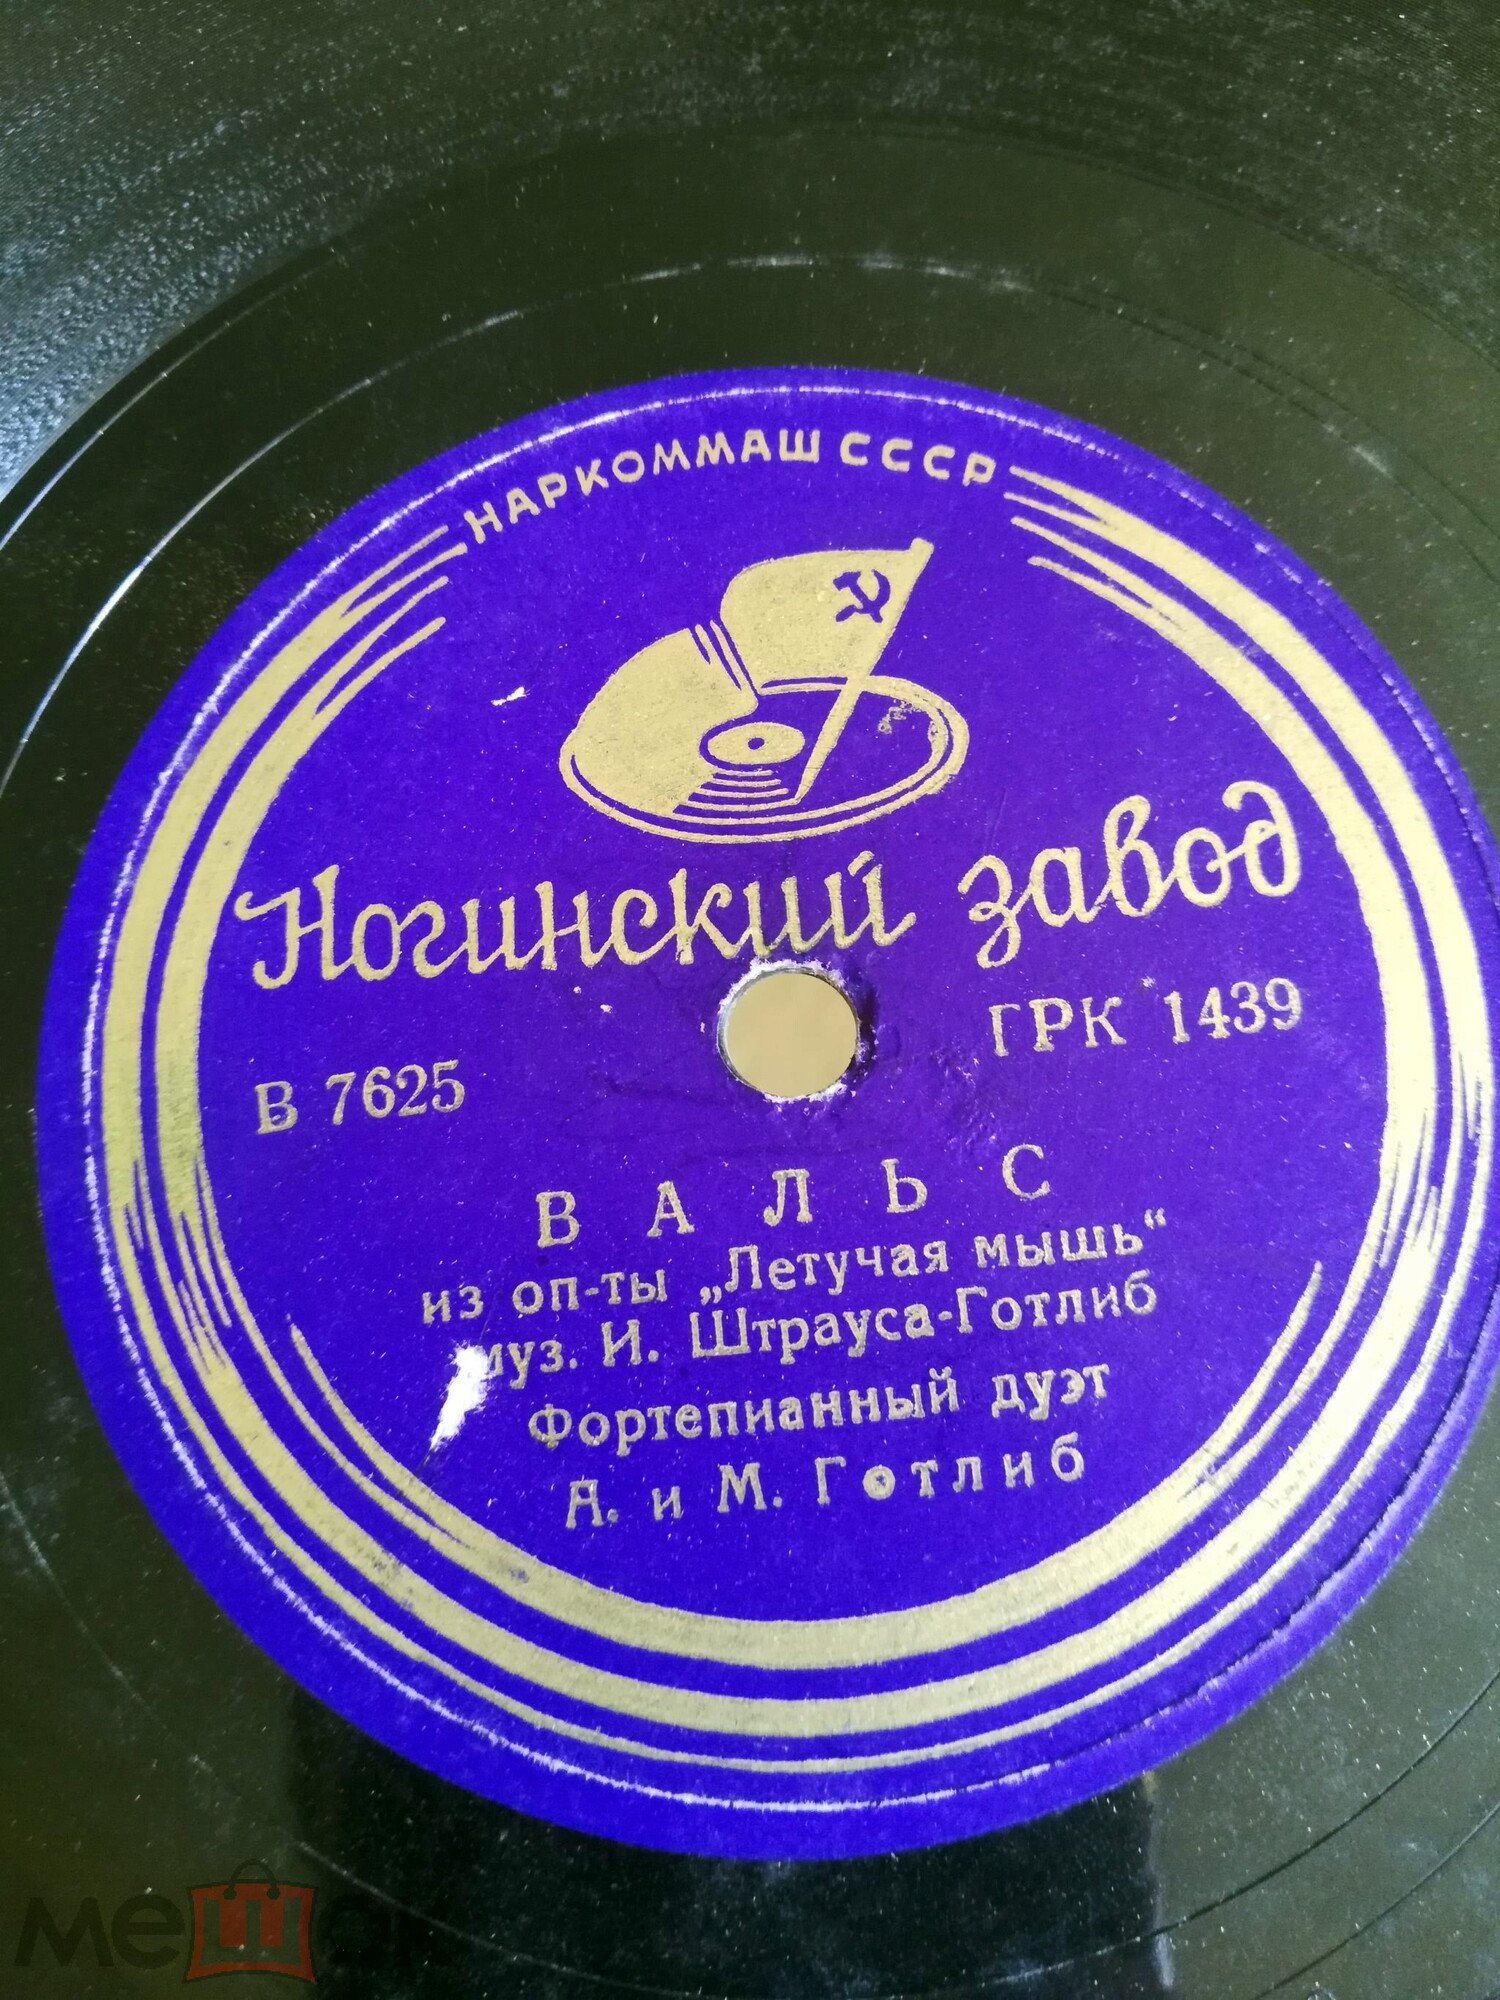 НАРКОММАШ СССР
Ногинский завод
ГРК 1439
В 7625
ВАЛЬС
из оп-ты „Летучая мышь“
муз. И. Штрауса-Готлиб
Фортепианный дуэт
А. и М. Готлиб
мешок